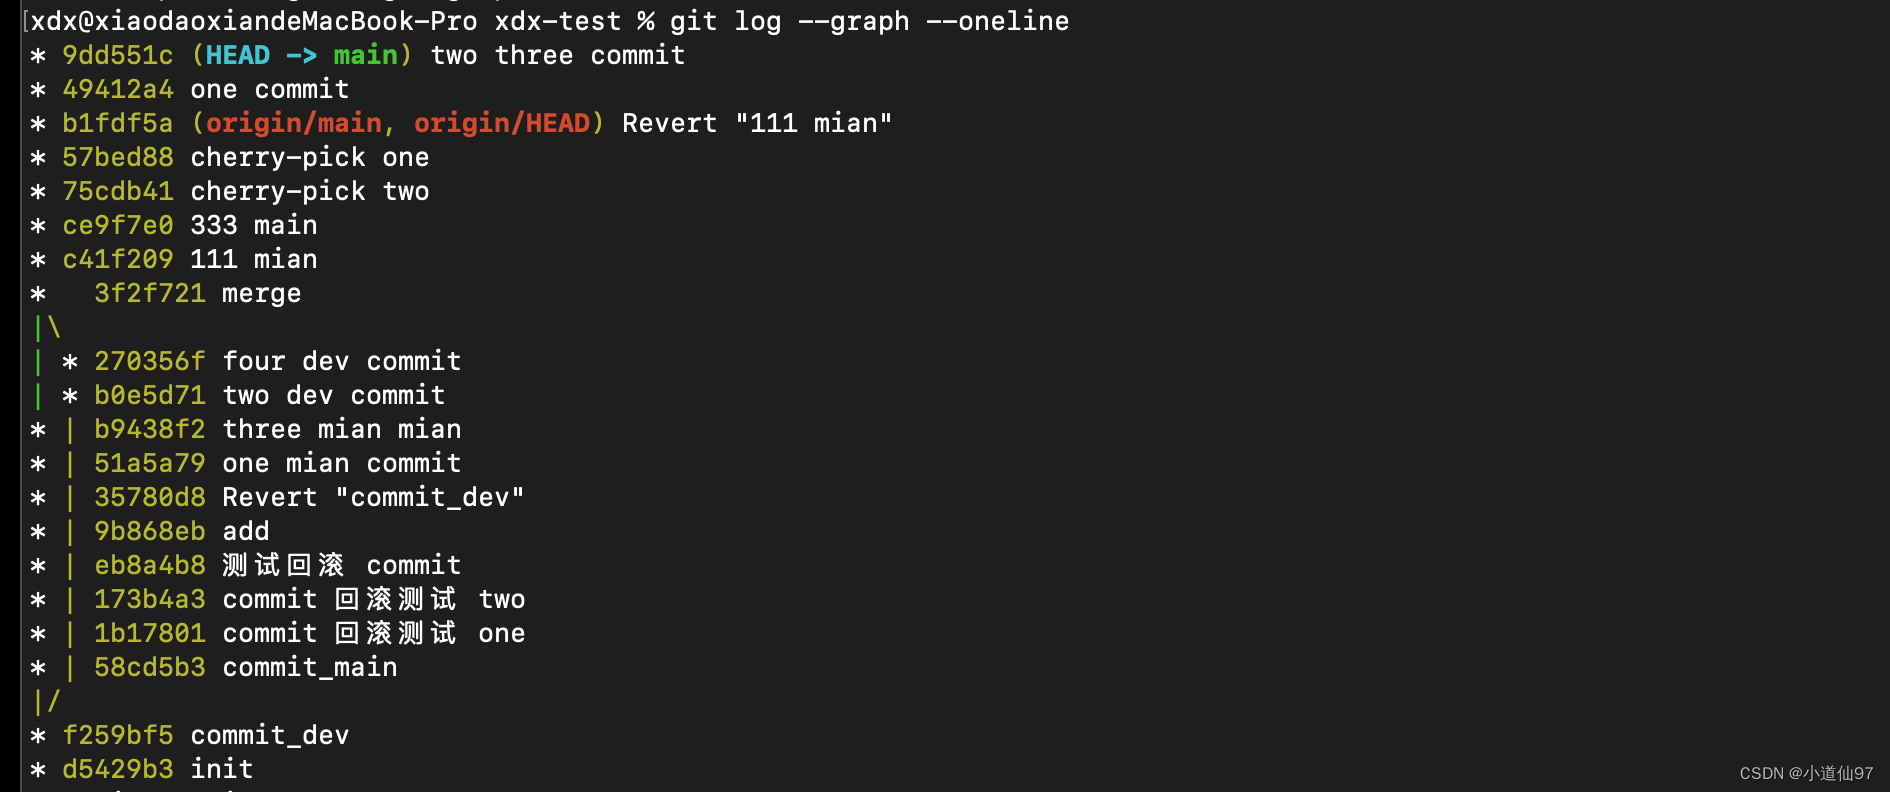 [xdx@xiaodaoxiandeMacBook-Pro xdx-test % git log --graph --oneline
* 9dd551c (HEAD -> main) two three commit
* 49412a4 one commit
* b1fdf5a (origin/main, origin/HEAD) Revert "111 mian"
* 57bed88 cherry-pick one
* 75cdb41 cherry-pick two
* ce9f7e0 333 main
* c41f209 111 mian
*   3f2f721 merge
|\
| * 270356f four dev commit
| * b0e5d71 two dev commit
* | b9438f2 three mian mian
* | 51a5a79 one mian commit
* | 35780d8 Revert "commit_dev"
* | 9b868eb add
* | eb8a4b8 测试回滚 commit
* | 173b4a3 commit 回滚测试 two
* | 1b17801 commit 回滚测试 one
* | 58cd5b3 commit_main
|/
* f259bf5 commit_dev
* d5429b3 init
CSDN @小道仙97